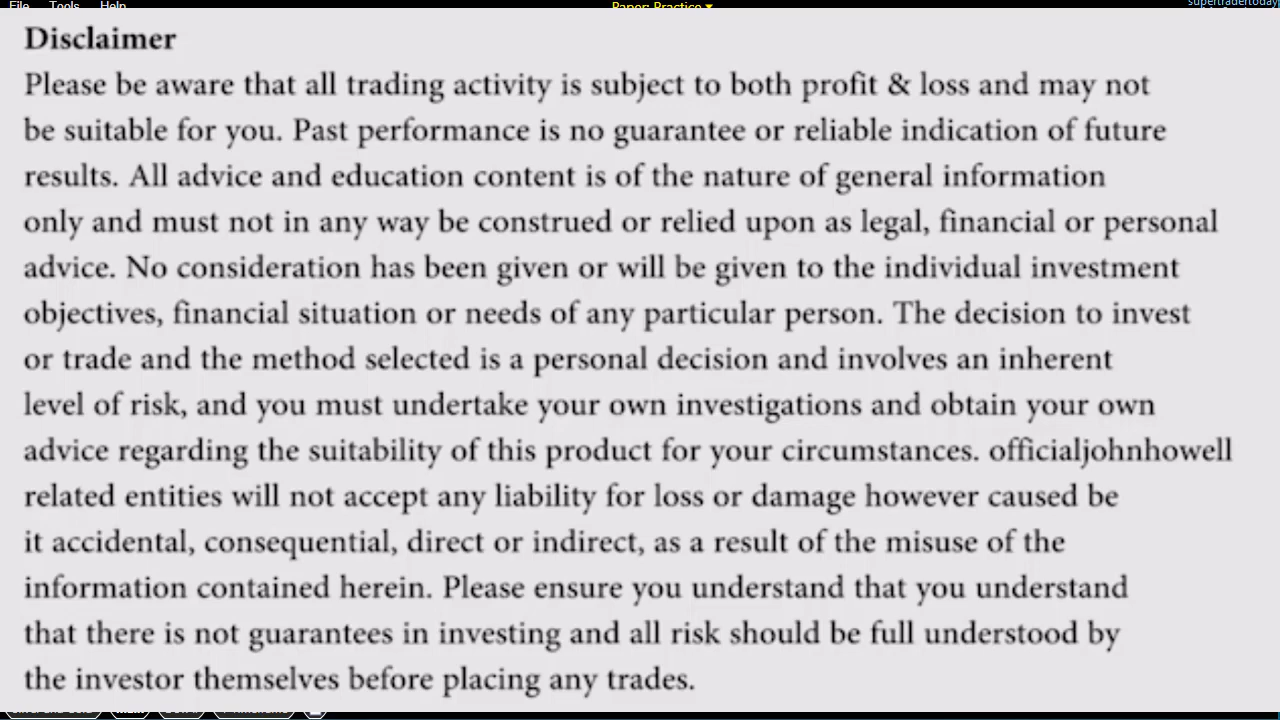 File Tools Help Paper: Practice supertradertoday
Disclaimer
Please be aware that all trading activity is subject to both profit & loss and may not
be suitable for you. Past performance is no guarantee or reliable indication of future
results. All advice and education content is of the nature of general information
only and must not in any way be construed or relied upon as legal, financial or personal
advice. No consideration has been given or will be given to the individual investment
objectives, financial situation or needs of any particular person. The decision to invest
or trade and the method selected is a personal decision and involves an inherent
level of risk, and you must undertake your own investigations and obtain your own
advice regarding the suitability of this product for your circumstances. officialjohnhowell
related entities will not accept any liability for loss or damage however caused be
it accidental, consequential, direct or indirect, as a result of the misuse of the
information contained herein. Please ensure you understand that you understand
that there is not guarantees in investing and all risk should be full understood by
the investor themselves before placing any trades.